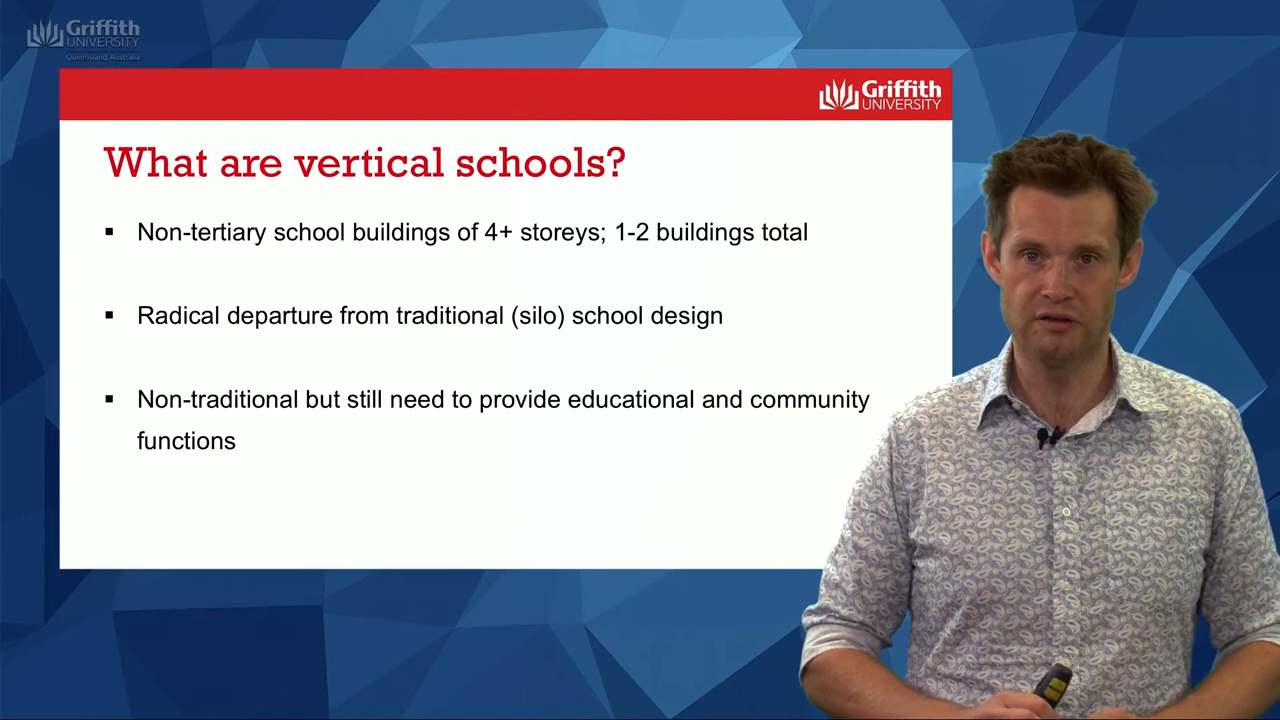 Griffith
UNIVERSITY
Queensland, Australia
Griffith
UNIVERSITY
What are vertical schools?
▪ Non-tertiary school buildings of 4+ storeys; 1-2 buildings total
▪ Radical departure from traditional (silo) school design
▪ Non-traditional but still need to provide educational and community
functions